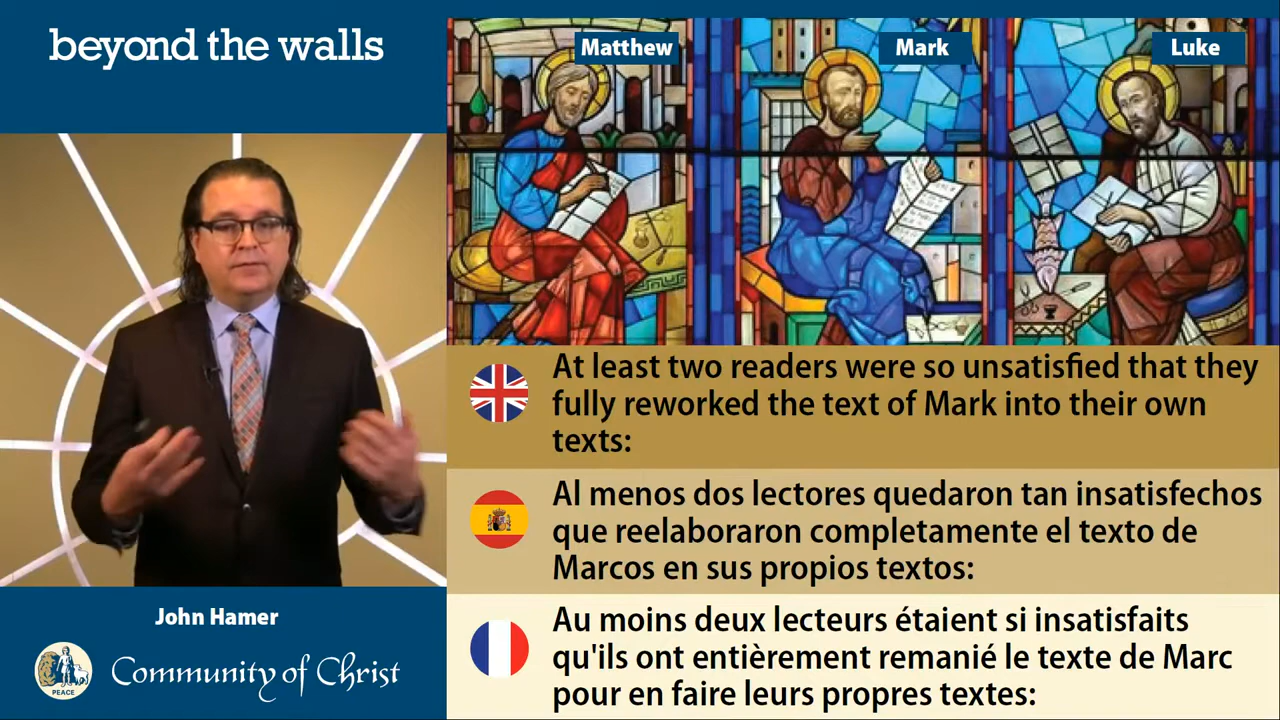 beyond the walls
Matthew
Mark
Luke
At least two readers were so unsatisfied that they
fully reworked the text of Mark into their own
texts:
Al menos dos lectores quedaron tan insatisfechos
que reelaboraron completamente el texto de
Marcos en sus propios textos:
Au moins deux lecteurs étaient si insatisfaits
qu'ils ont entièrement remanié le texte de Marc
pour en faire leurs propres textes:
John Hamer
PEACE
Community of Christ